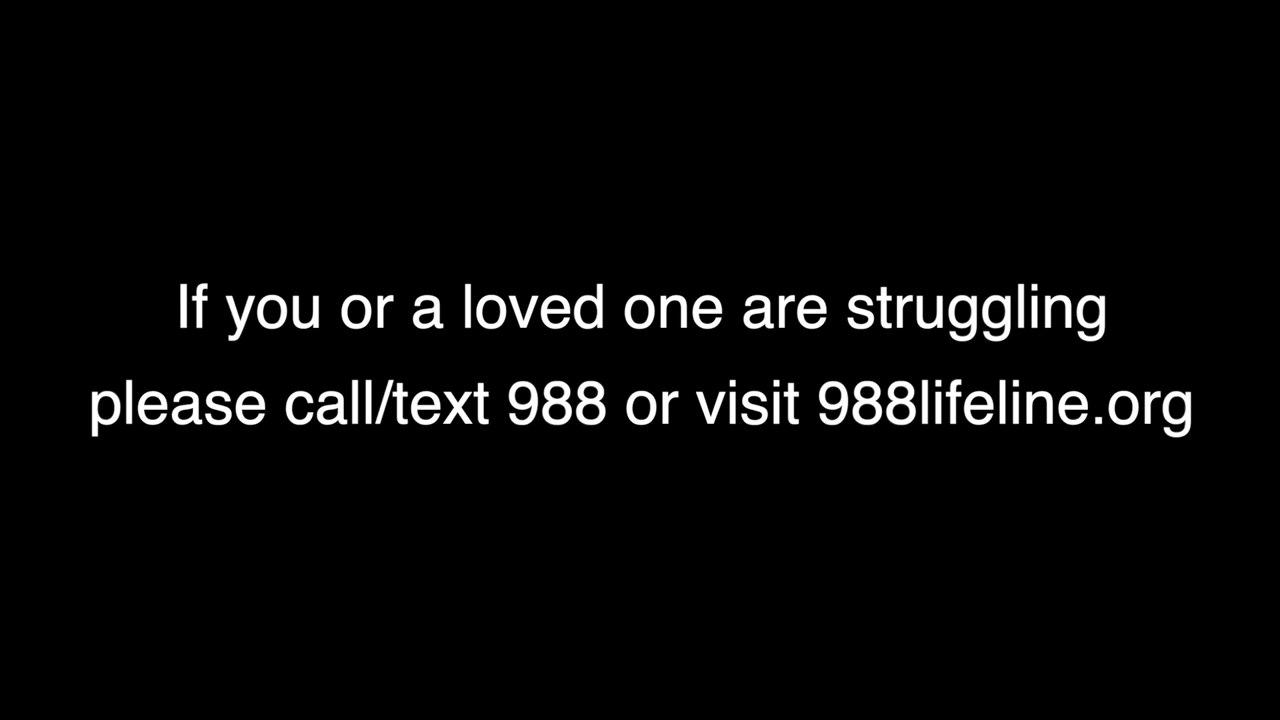 If you or a loved one are struggling
please call/text 988 or visit 988lifeline.org